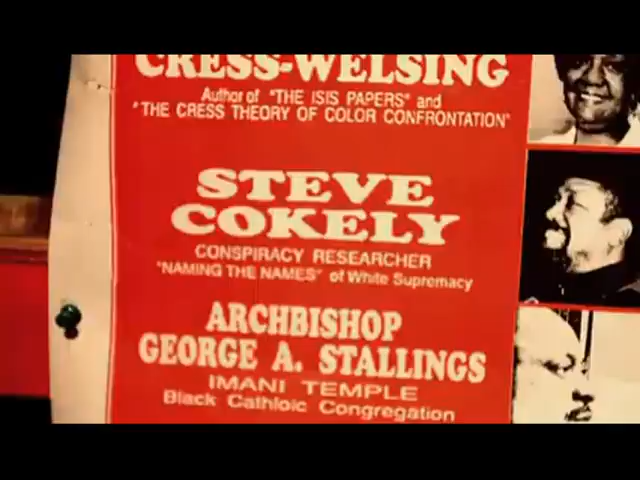 CRESS-WELSING
Author of "THE ISIS PAPERS" and
"THE CRESS THEORY OF COLOR CONFRONTATION"
STEVE
COKELY
CONSPIRACY RESEARCHER
"NAMING THE NAMES" of White Supremacy
ARCHBISHOP
GEORGE A. STALLINGS
IMANI TEMPLE
Black Cathloic Congregation